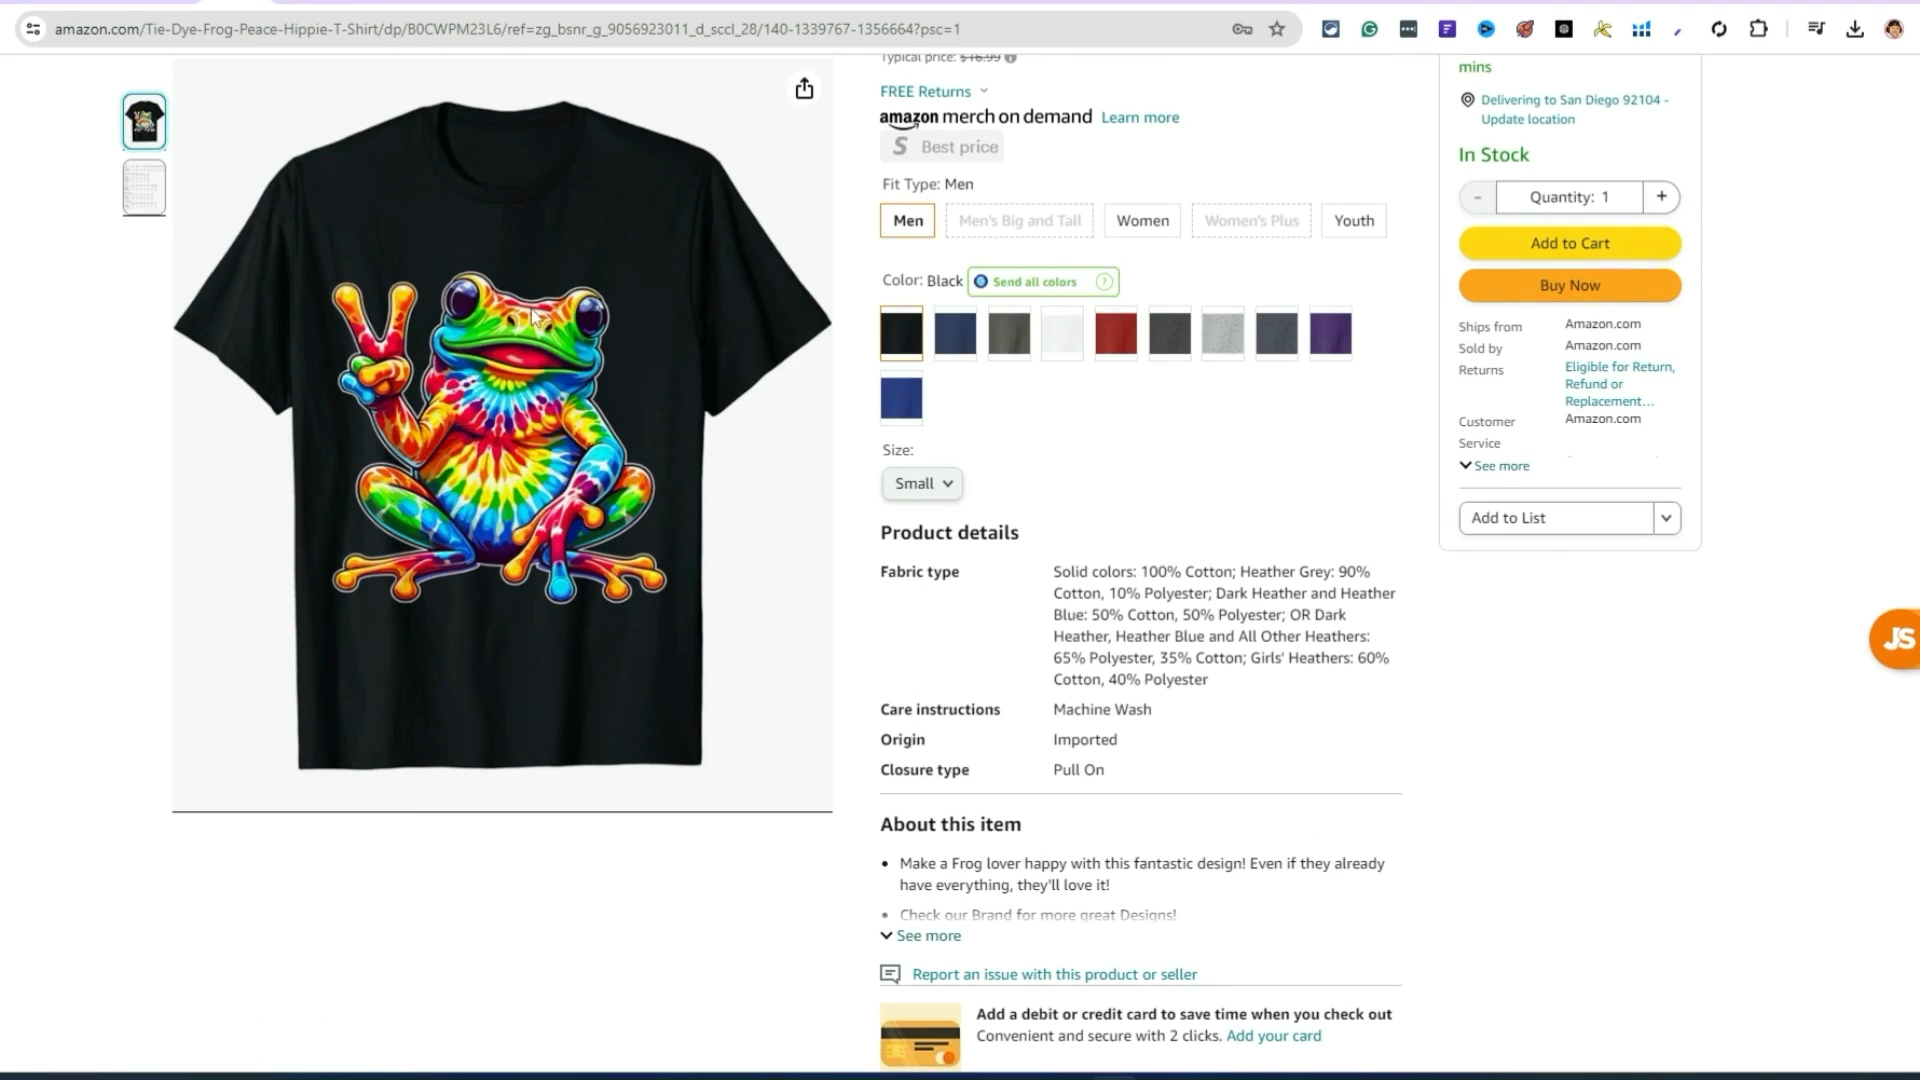 amazon.com/Tie-Dye-Frog-Peace-Hippie-T-Shirt/dp/B0CWPM23L6/ref=zg_bsnr_g_9056923011_d_sccl_28/140-1339767-1356664?psc=1
Typical price: $16.99
FREE Returns
amazon merch on demand Learn more
S Best price
Fit Type: Men
Men
Men's Big and Tall
Women
Women's Plus
Youth
Color: Black
Send all colors ?
Size:
Small
Product details
Fabric type
Solid colors: 100% Cotton; Heather Grey: 90%
Cotton, 10% Polyester; Dark Heather and Heather
Blue: 50% Cotton, 50% Polyester; OR Dark
Heather, Heather Blue and All Other Heathers:
65% Polyester, 35% Cotton; Girls' Heathers: 60%
Cotton, 40% Polyester
Care instructions Machine Wash
Origin Imported
Closure type Pull On
About this item
• Make a Frog lover happy with this fantastic design! Even if they already
have everything, they'll love it!
• Check our Brand for more great Designs!
See more
Report an issue with this product or seller
Add a debit or credit card to save time when you check out
Convenient and secure with 2 clicks. Add your card
mins
Delivering to San Diego 92104 -
Update location
In Stock
- Quantity: 1 +
Add to Cart
Buy Now
Ships from Amazon.com
Sold by Amazon.com
Returns Eligible for Return,
Refund or
Replacement...
Customer Amazon.com
Service
See more
Add to List
JS